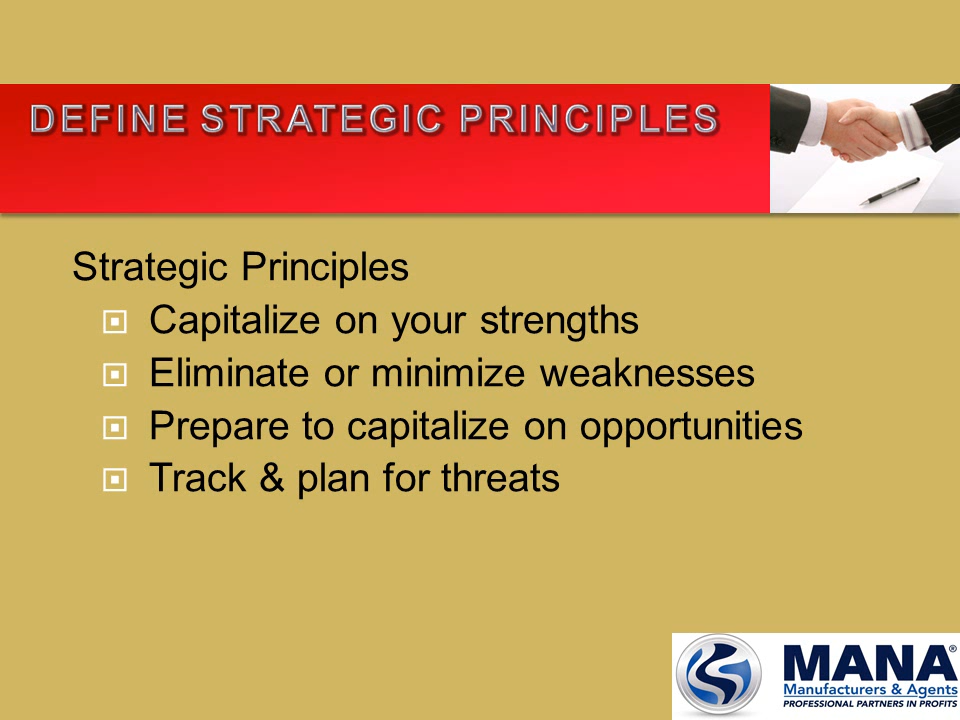 DEFINE STRATEGIC PRINCIPLES
Strategic Principles
Capitalize on your strengths
Eliminate or minimize weaknesses
Prepare to capitalize on opportunities
Track & plan for threats
MANA®
Manufacturers & Agents
PROFESSIONAL PARTNERS IN PROFITS